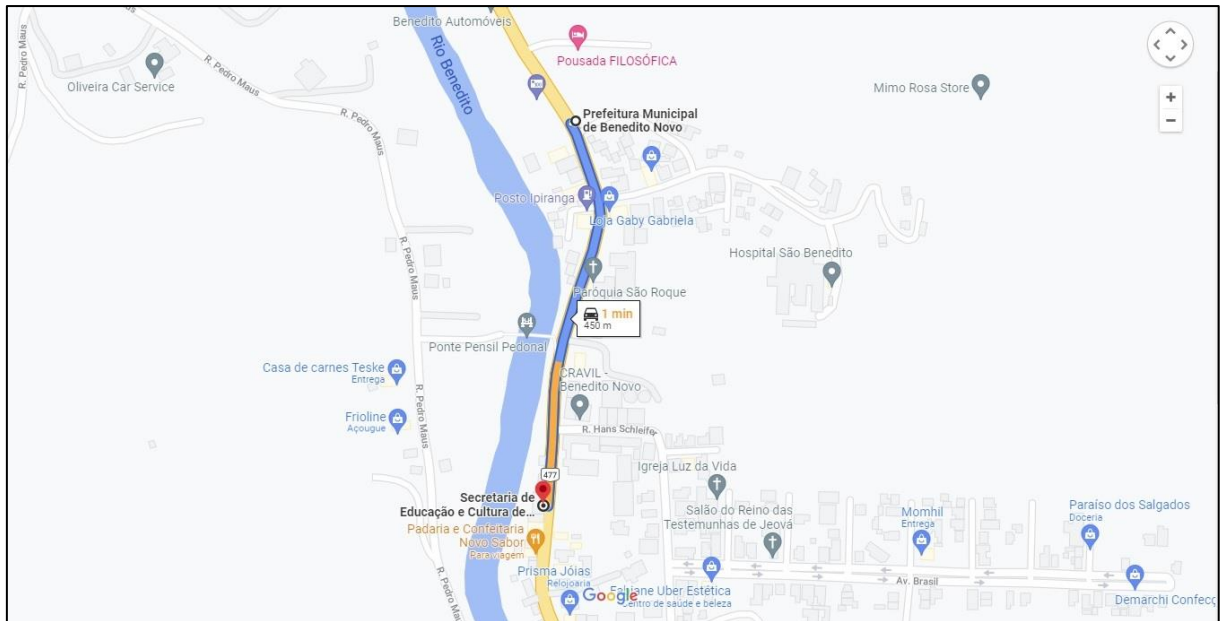 Benedito Automóveis
R. Pedro Maus
Rio Benedito
Pousada FILOSÓFICA
R. Pedro Maus
Oliveira Car Service
Mimo Rosa Store
+
−
Prefeitura Municipal
de Benedito Novo
R. Pedro Maus
Posto Ipiranga
Loja Gaby Gabriela
Hospital São Benedito
R. Pedro Maus
Paróquia São Roque
1 min
450 m
Ponte Pensil Pedonal
Casa de carnes Teske
Entrega
CRAVIL -
Benedito Novo
Frioline
Açougue
R. Pedro Maus
R. Hans Schleifer
Igreja Luz da Vida
477
Secretaria de
Educação e Cultura de...
Salão do Reino das
Testemunhas de Jeová
Momhil
Entrega
Paraíso dos Salgados
Doceria
Padaria e Confeitaria
Novo Sabor
Para viagem
Prisma Jóias
Relojoaria
R. Pedro Maus
Fabiane Uber Estética
Centro de saúde e beleza
Google
Av. Brasil
Demarchi Confecç